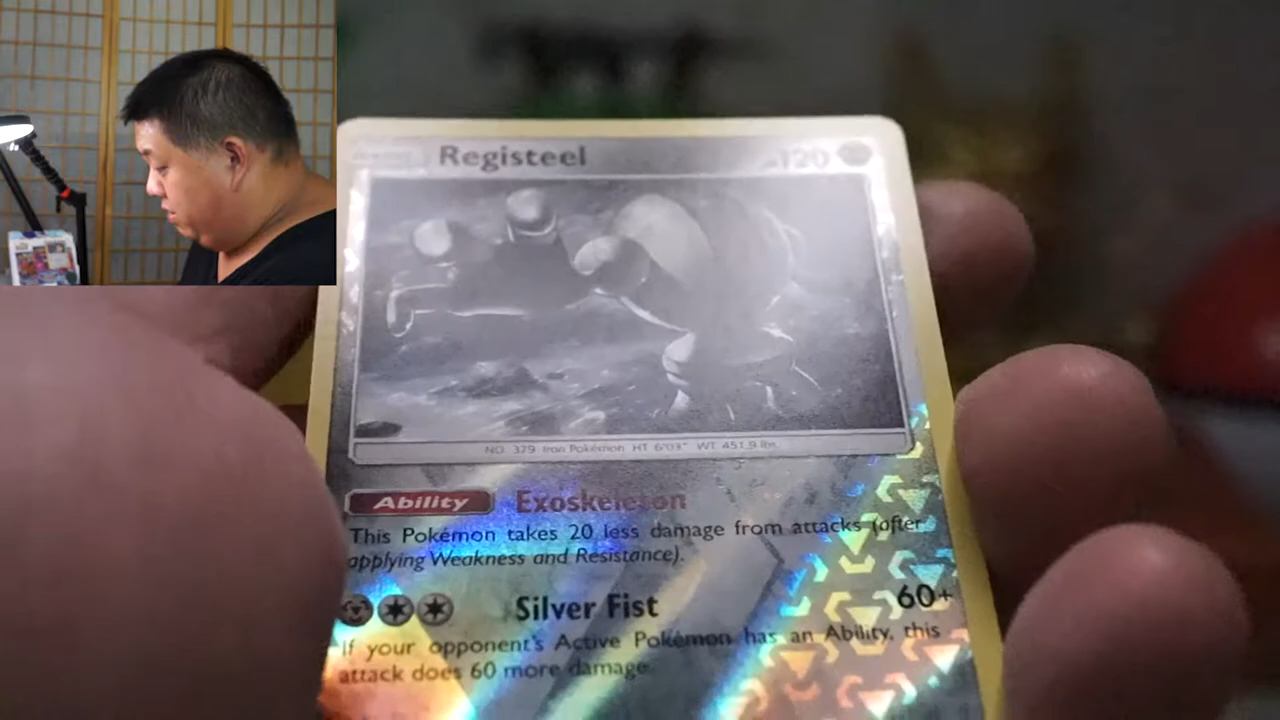 Registeel 120
NO. 379 Iron Pokémon HT 6'03" WT 451.9 lbs.
Ability Exoskeleton
This Pokémon takes 20 less damage from attacks (after
applying Weakness and Resistance).
Silver Fist 60+
If your opponent's Active Pokémon has an Ability, this
attack does 60 more damage.